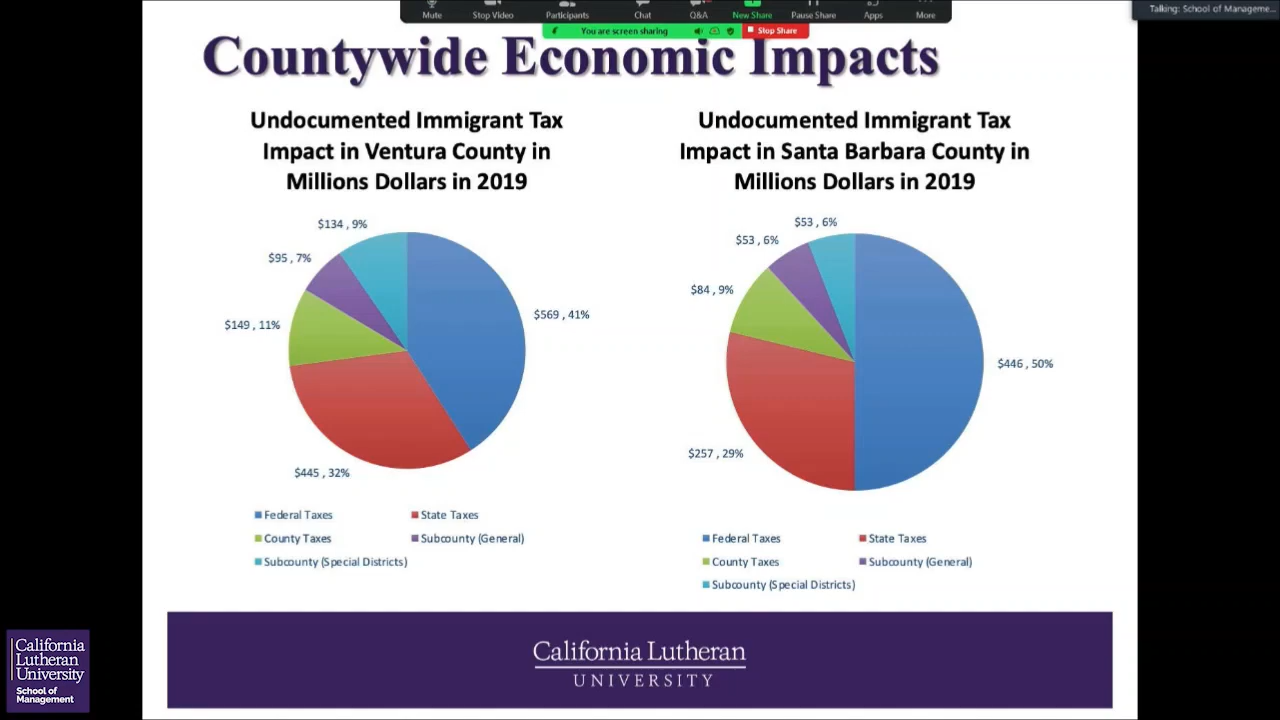 Mute Stop Video Participants Chat Q&A New Share Pause Share Apps More
Talking: School of Manageme...
You are screen sharing Stop Share
Countywide Economic Impacts
Undocumented Immigrant Tax
Impact in Ventura County in
Millions Dollars in 2019
$134 , 9%
$95 , 7%
$149 , 11%
$569 , 41%
$445 , 32%
Federal Taxes State Taxes
County Taxes Subcounty (General)
Subcounty (Special Districts)
Undocumented Immigrant Tax
Impact in Santa Barbara County in
Millions Dollars in 2019
$53 , 6%
$53 , 6%
$84 , 9%
$446 , 50%
$257 , 29%
Federal Taxes State Taxes
County Taxes Subcounty (General)
Subcounty (Special Districts)
California Lutheran
UNIVERSITY
California
Lutheran
University
School of
Management